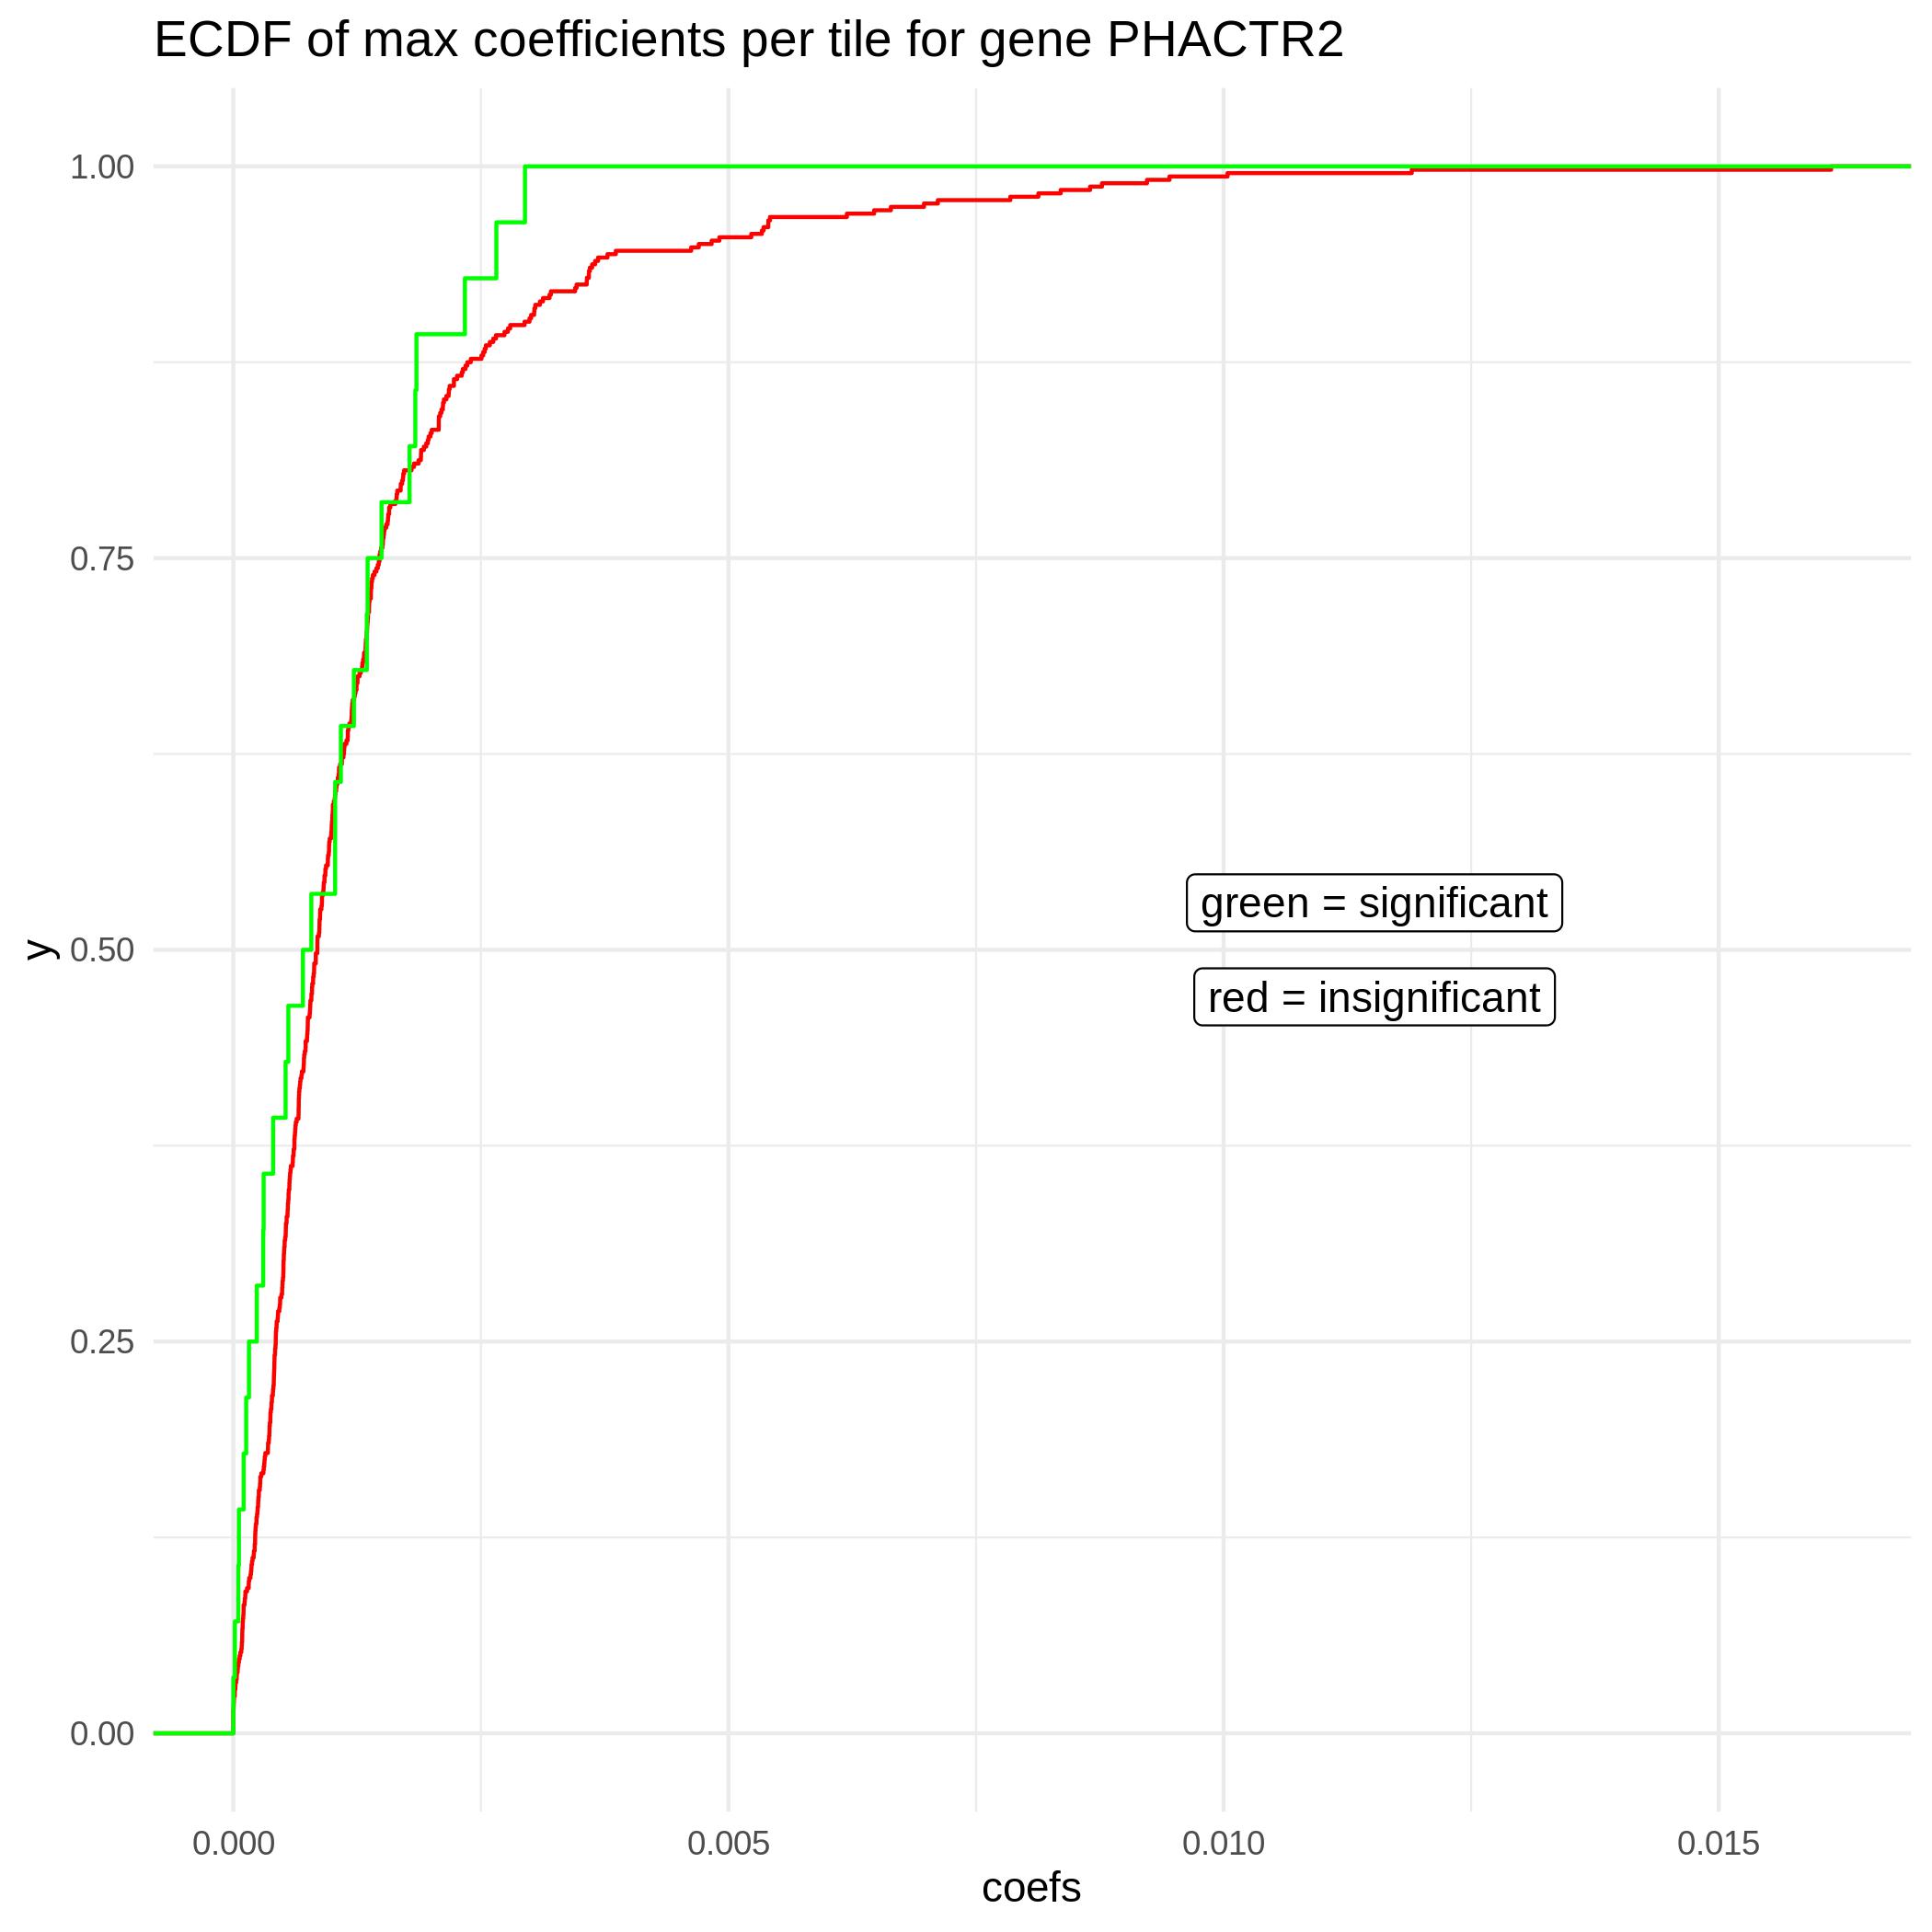 ECDF of max coefficients per tile for gene PHACTR2
1.00
0.75
0.50
0.25
0.00
y
green = significant
red = insignificant
0.000 0.005 0.010 0.015
coefs